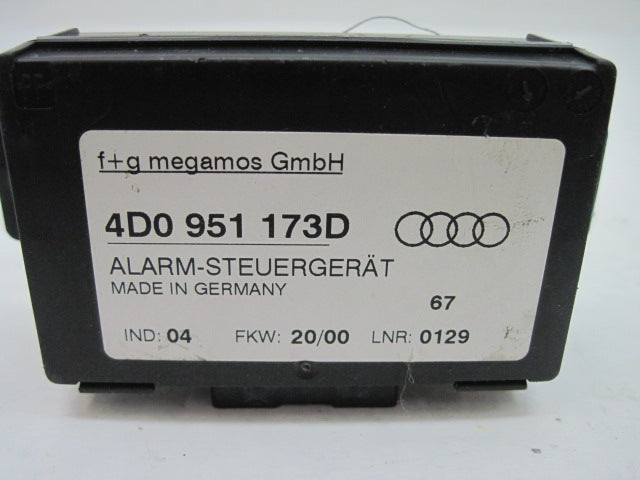 f+g megamos GmbH
4D0 951 173D
ALARM-STEUERGERÄT
MADE IN GERMANY
67
IND: 04 FKW: 20/00 LNR: 0129